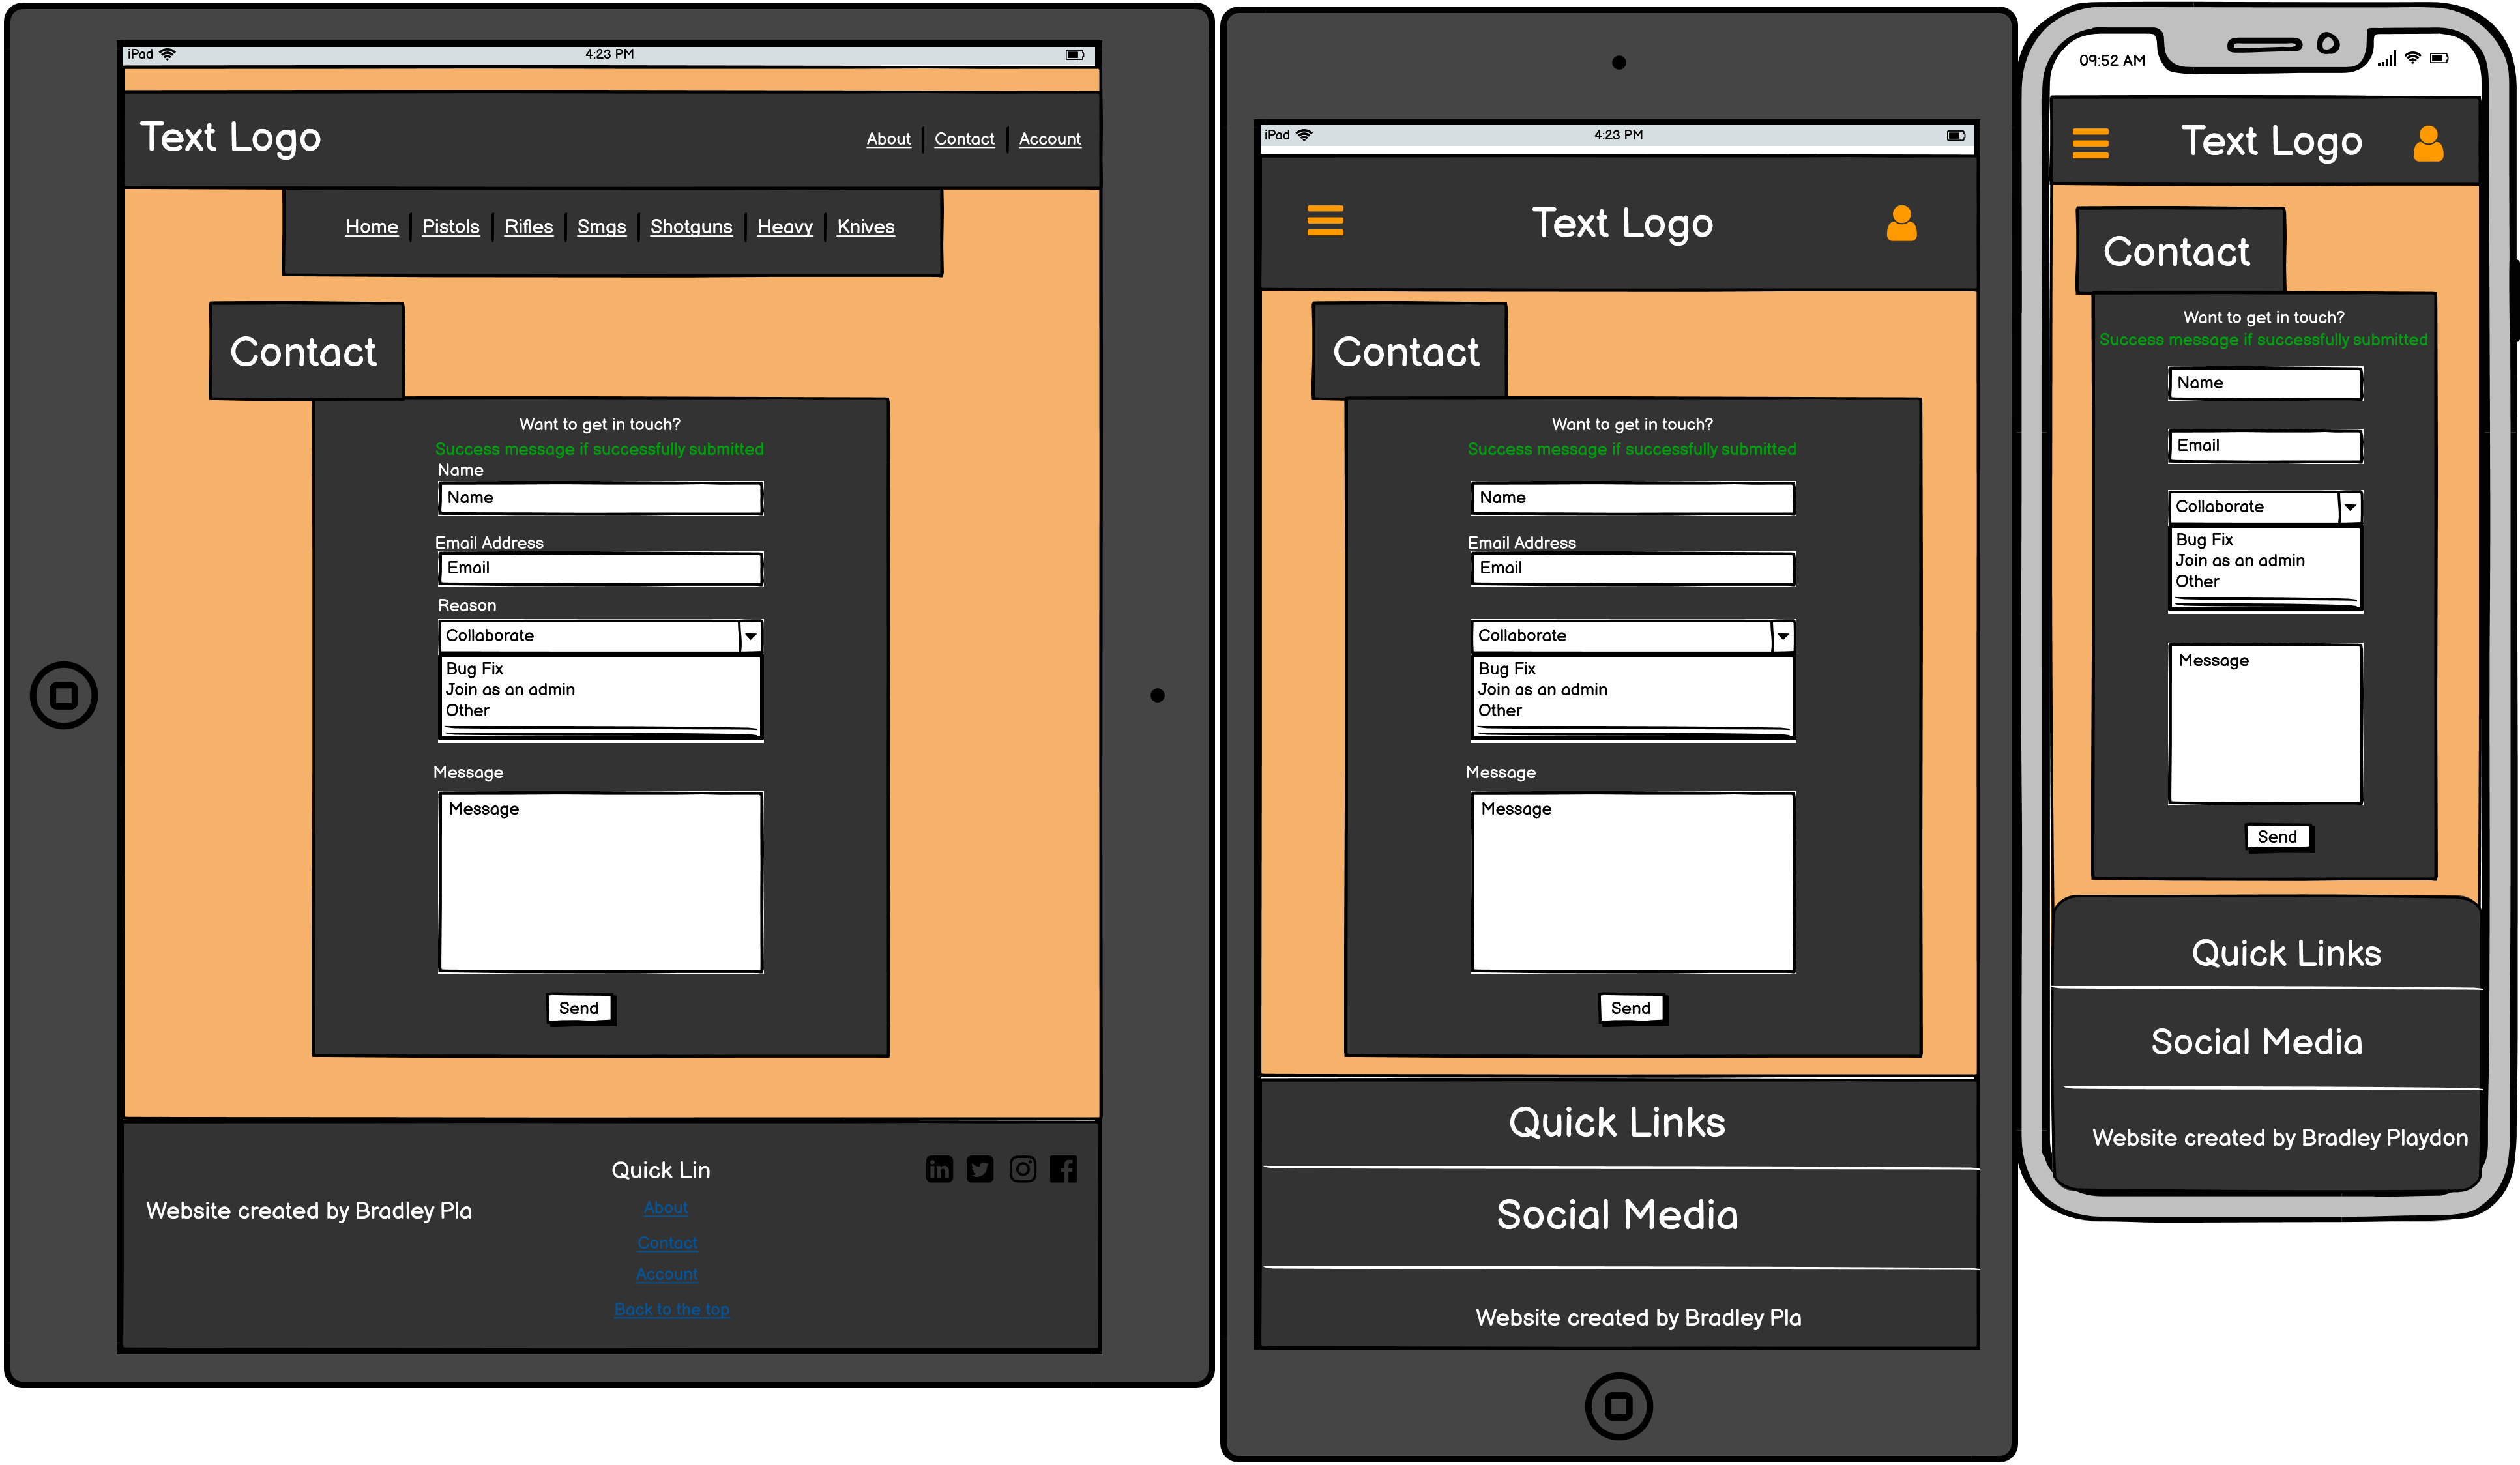 iPad 4:23 PM
Text Logo
About Contact Account
Home Pistols Rifles Smgs Shotguns Heavy Knives
Contact
Want to get in touch?
Success message if successfully submitted
Name
Name
Email Address
Email
Reason
Collaborate
Bug Fix
Join as an admin
Other
Message
Message
Send
Website created by Bradley Pla
Quick Lin
About
Contact
Account
Back to the top
iPad 4:23 PM
Text Logo
Contact
Want to get in touch?
Success message if successfully submitted
Name
Email Address
Email
Collaborate
Bug Fix
Join as an admin
Other
Message
Message
Send
Quick Links
Social Media
Website created by Bradley Pla
09:52 AM
Text Logo
Contact
Want to get in touch?
Success message if successfully submitted
Name
Email
Collaborate
Bug Fix
Join as an admin
Other
Message
Send
Quick Links
Social Media
Website created by Bradley Playdon